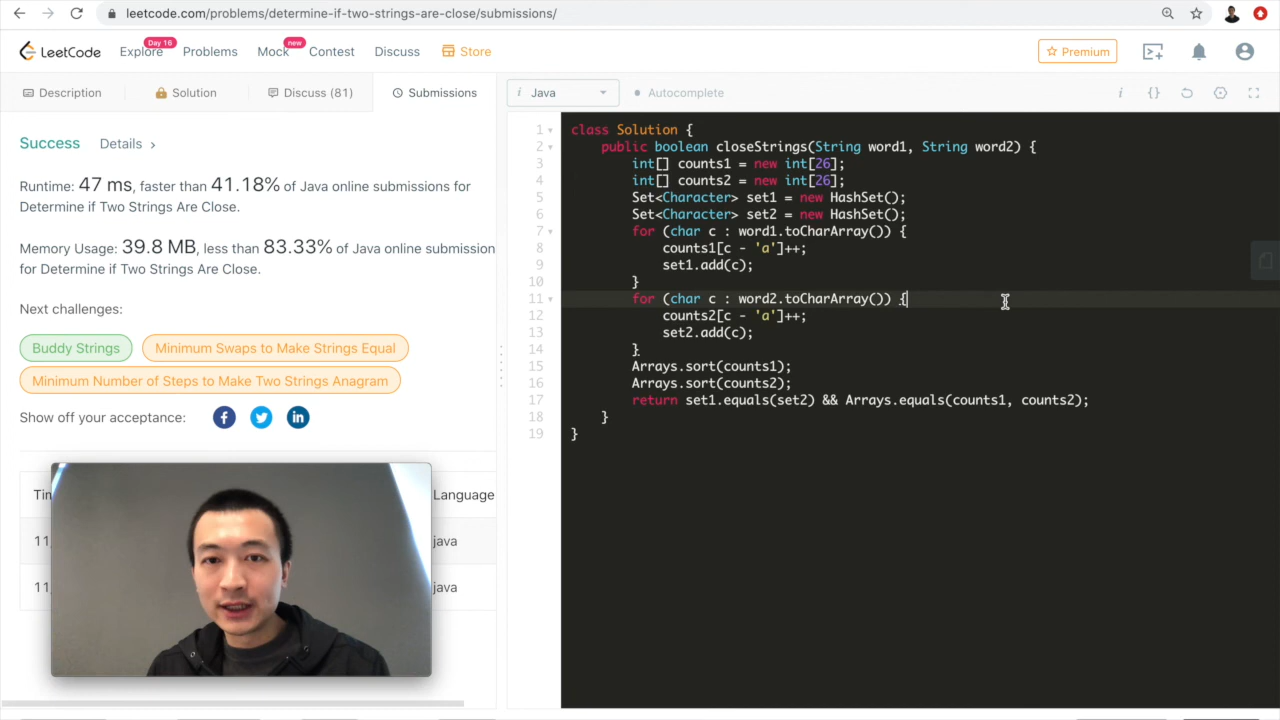 leetcode.com/problems/determine-if-two-strings-are-close/submissions/
LeetCode
Explore
Day 16
Problems
Mock
new
Contest
Discuss
Store
Premium
Description
Solution
Discuss (81)
Submissions
i Java
Autocomplete
i {}
Success
Details >
Runtime: 47 ms, faster than 41.18% of Java online submissions for
Determine if Two Strings Are Close.
Memory Usage: 39.8 MB, less than 83.33% of Java online submission
for Determine if Two Strings Are Close.
Next challenges:
Buddy Strings
Minimum Swaps to Make Strings Equal
Minimum Number of Steps to Make Two Strings Anagram
Show off your acceptance:
Tim
Language
11
java
11
java
1 class Solution {
2 public boolean closeStrings(String word1, String word2) {
3 int[] counts1 = new int[26];
4 int[] counts2 = new int[26];
5 Set<Character> set1 = new HashSet();
6 Set<Character> set2 = new HashSet();
7 for (char c : word1.toCharArray()) {
8 counts1[c - 'a']++;
9 set1.add(c);
10 }
11 for (char c : word2.toCharArray()) {
12 counts2[c - 'a']++;
13 set2.add(c);
14 }
15 Arrays.sort(counts1);
16 Arrays.sort(counts2);
17 return set1.equals(set2) && Arrays.equals(counts1, counts2);
18 }
19 }